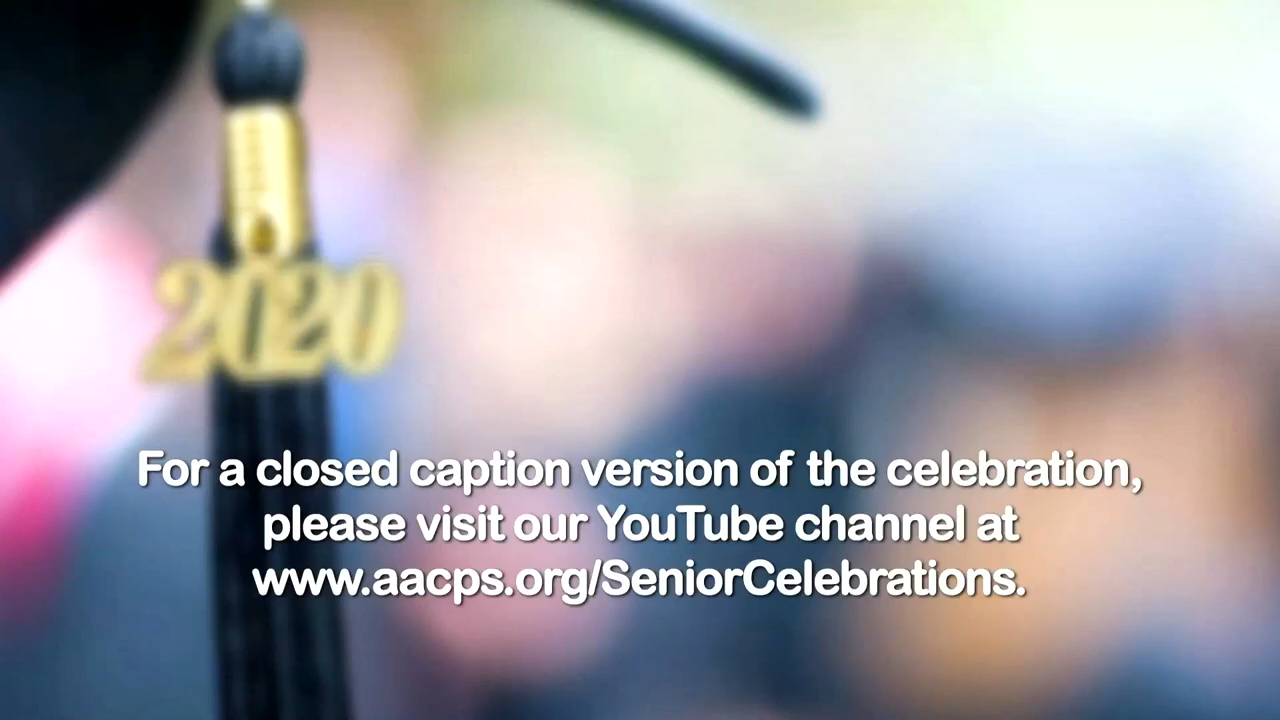 2020
For a closed caption version of the celebration,
please visit our YouTube channel at
www.aacps.org/SeniorCelebrations.